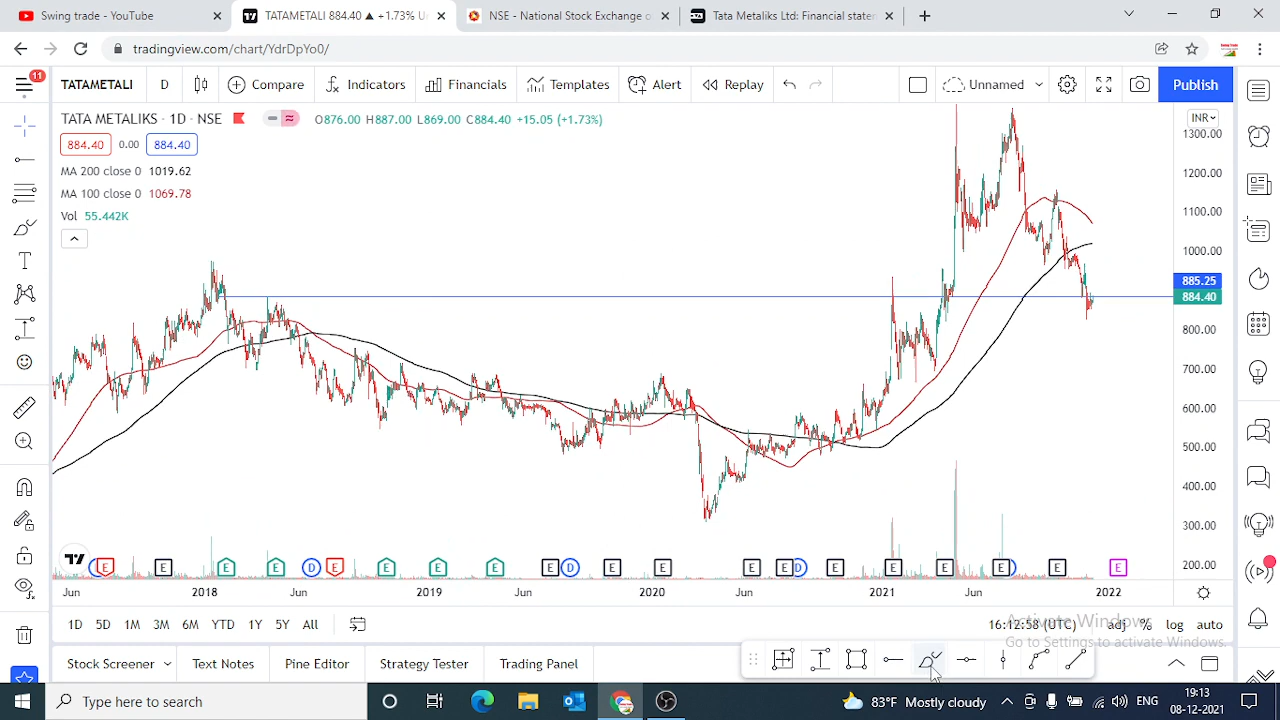 Swing trade - YouTube
TATAMETALI 884.40 ▲ +1.73% U
NSE - National Stock Exchange o
Tata Metaliks Ltd: Financial staten
tradingview.com/chart/YdrDpYo0/
11
TATAMETALI
D
Compare
Indicators
Financials
Templates
Alert
Replay
Unnamed
Publish
TATA METALIKS · 1D · NSE
O876.00 H887.00 L869.00 C884.40 +15.05 (+1.73%)
INR
884.40 0.00 884.40
MA 200 close 0 1019.62
MA 100 close 0 1069.78
Vol 55.442K
1300.00
1200.00
1100.00
1000.00
885.25
884.40
800.00
700.00
600.00
500.00
400.00
300.00
200.00
E E E E D E E E E E D E E E D E E E E E E
Jun 2018 Jun 2019 Jun 2020 Jun 2021 Jun 2022
1D 5D 1M 3M 6M YTD 1Y 5Y All
16:12:58 (UTC) adj % log auto
Activate Windows
Go to Settings to activate Windows.
Stock Screener
Text Notes
Pine Editor
Strategy Tester
Trading Panel
Type here to search
83°F Mostly cloudy
ENG
19:13
08-12-2021